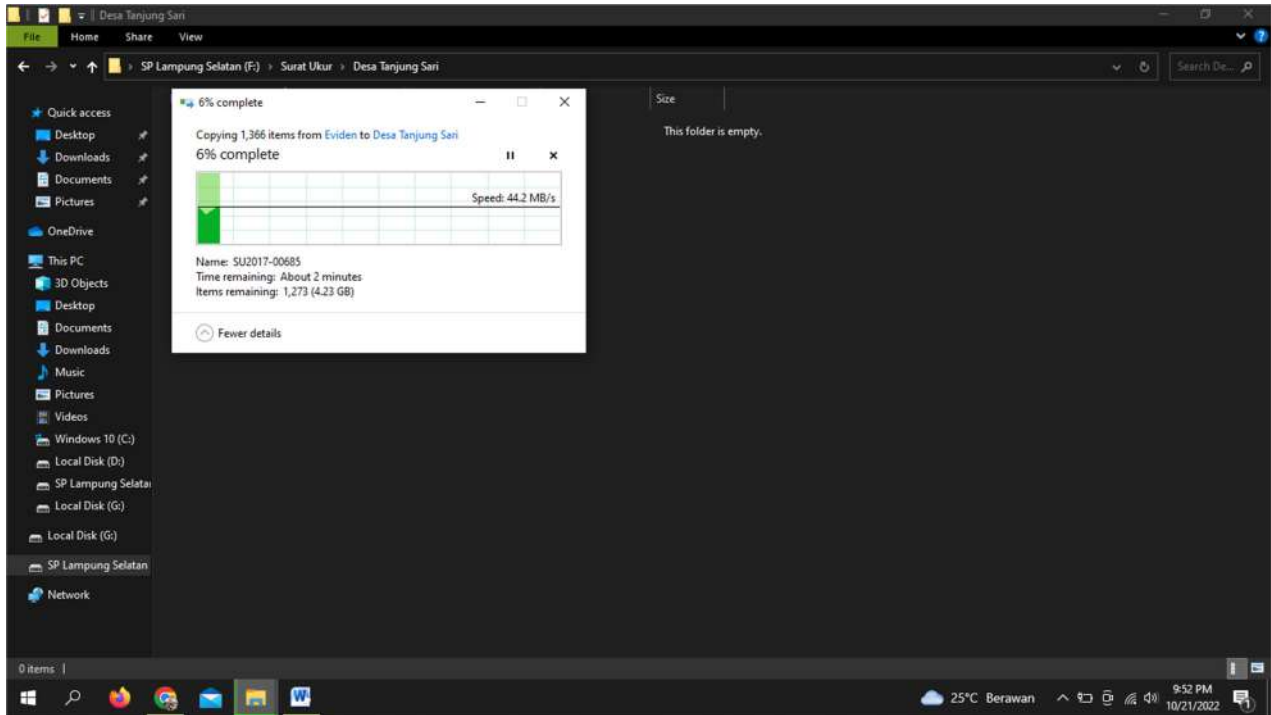 Desa Tanjung Sari
File Home Share View
SP Lampung Selatan (F:) › Surat Ukur › Desa Tanjung Sari
Search De...
Size
This folder is empty.
6% complete
Copying 1,366 items from Eviden to Desa Tanjung Sari
6% complete
Speed: 44.2 MB/s
Name: SU2017-00685
Time remaining: About 2 minutes
Items remaining: 1,273 (4.23 GB)
Fewer details
Quick access
Desktop
Downloads
Documents
Pictures
OneDrive
This PC
3D Objects
Desktop
Documents
Downloads
Music
Pictures
Videos
Windows 10 (C:)
Local Disk (D:)
SP Lampung Selatan
Local Disk (G:)
Local Disk (G:)
SP Lampung Selatan
Network
0 items
25°C Berawan
9:52 PM
10/21/2022